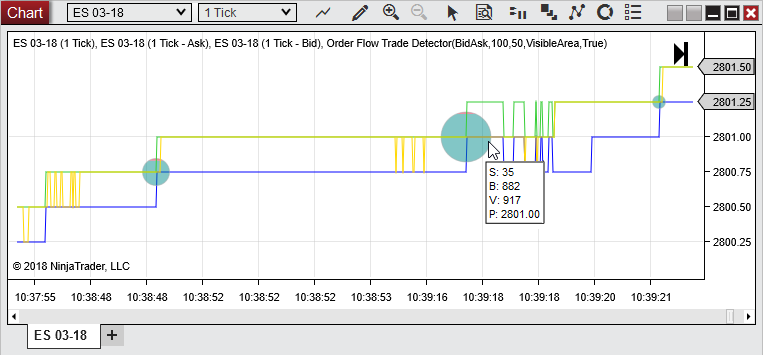 Chart ES 03-18 1 Tick
ES 03-18 (1 Tick), ES 03-18 (1 Tick - Ask), ES 03-18 (1 Tick - Bid), Order Flow Trade Detector(BidAsk,100,50,VisibleArea,True)
2801.50
2801.25
2801.00
2800.75
2800.50
2800.25
S: 35
B: 882
V: 917
P: 2801.00
© 2018 NinjaTrader, LLC
10:37:55 10:38:48 10:38:48 10:38:52 10:38:52 10:38:52 10:38:53 10:39:16 10:39:18 10:39:18 10:39:20 10:39:21
ES 03-18 +